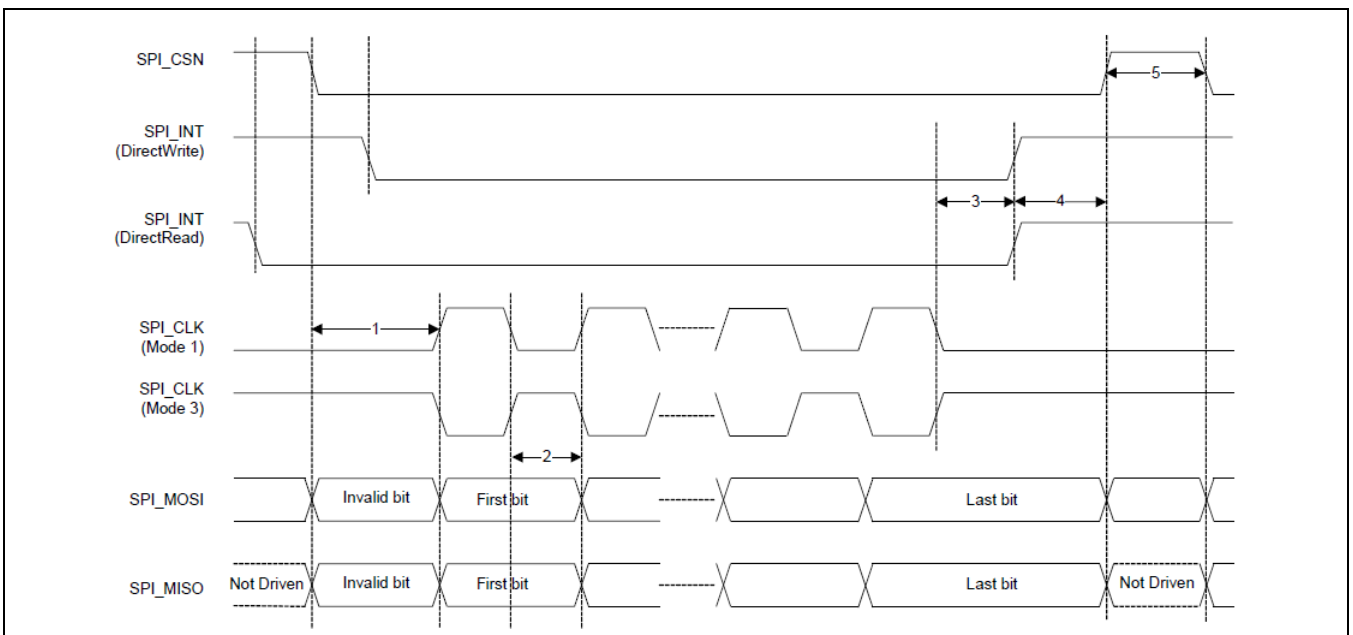 SPI_CSN
5
SPI_INT
(DirectWrite)
3
4
SPI_INT
(DirectRead)
SPI_CLK
(Mode 1)
1
SPI_CLK
(Mode 3)
2
SPI_MOSI
Invalid bit
First bit
Last bit
SPI_MISO
Not Driven
Invalid bit
First bit
Last bit
Not Driven